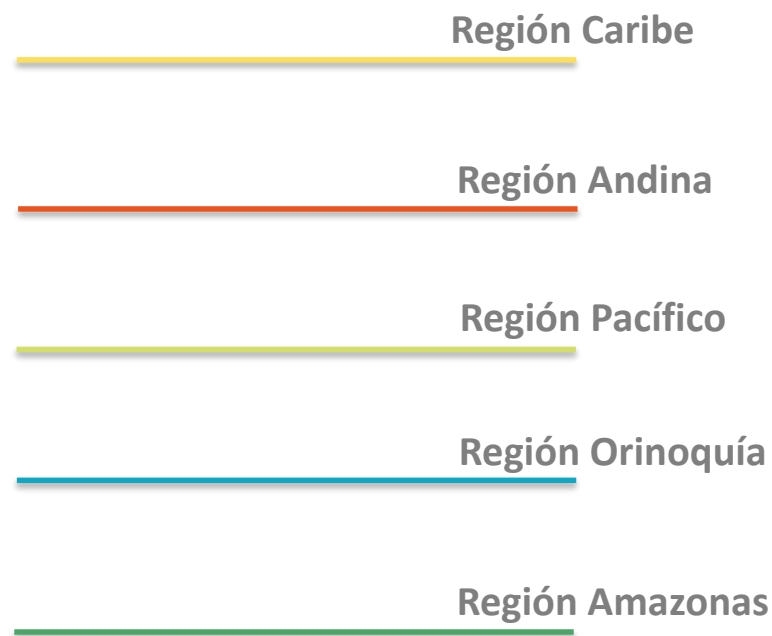 Región Caribe
Región Andina
Región Pacífico
Región Orinoquía
Región Amazonas